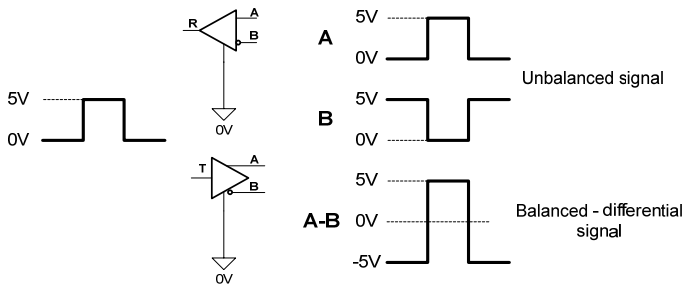 5V
0V
R
A
B
0V
T
A
B
0V
A
5V
0V
Unbalanced signal
B
5V
0V
A-B
5V
0V
-5V
Balanced - differential
signal